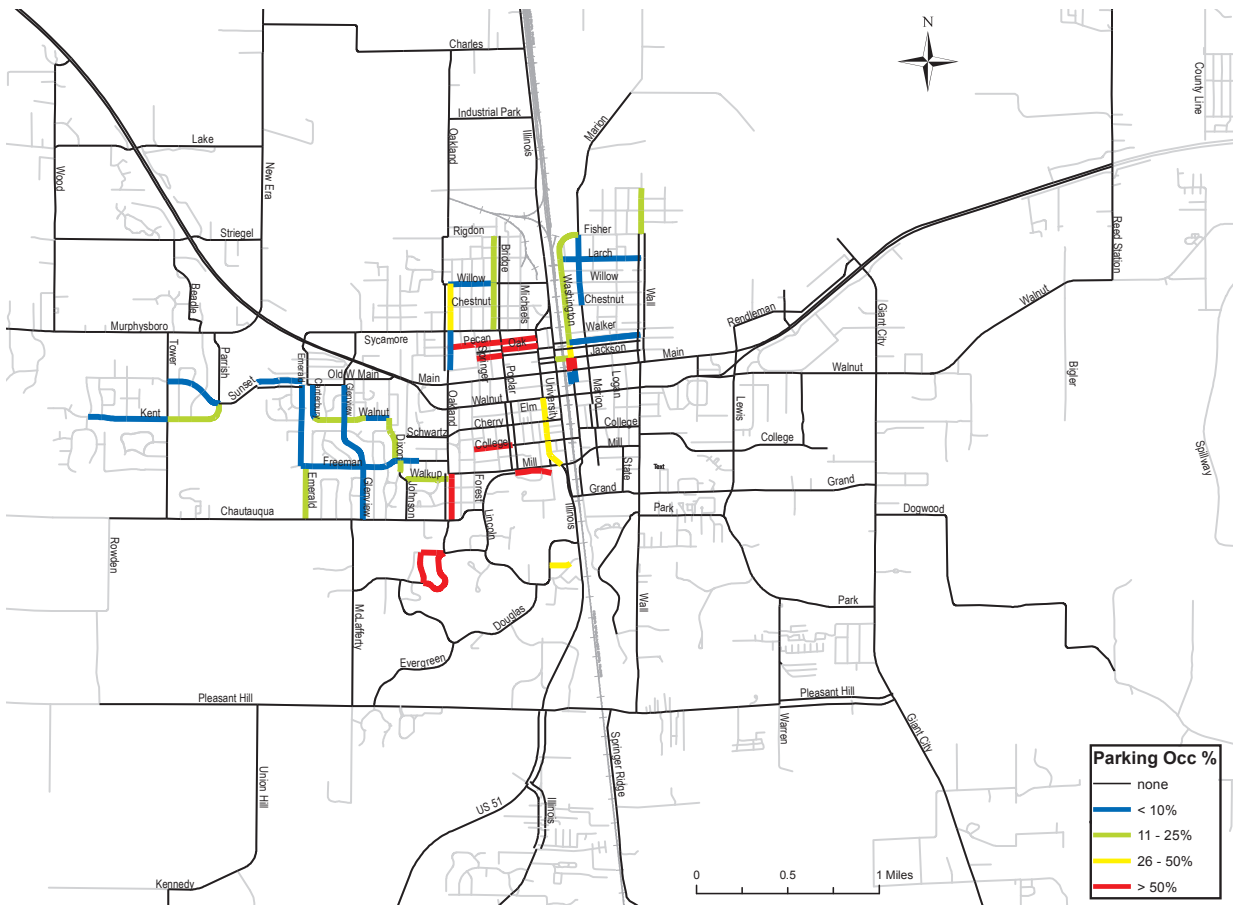 N
Charles
County Line
Industrial Park
Oakland
Illinois
Marion
Lake
Wood
New Era
Striegel
Rigdon
Bridge
Fisher
Larch
Reed Station
Beadle
Willow
Willow
Washington
Wall
Chestnut
Michaels
Chestnut
Walnut
Rendleman
Giant City
Murphysboro
Sycamore
Pecan
Oak
Walker
Jackson
Main
Tower
Parrish
Springer
Emerald
Old W Main
Main
Poplar
Walnut
Bigler
Sunset
Canterbury
Glenview
Walnut
University
Marion
Logan
Kent
Oakland
Walnut
Elm
Lewis
Schwartz
Cherry
College
College
Dixon
College
Mill
Spillway
Freeman
Walkup
Mill
State
Text
Emerald
Glenview
Johnson
Forest
Grand
Grand
Chautauqua
Lincoln
Illinois
Park
Dogwood
Rowden
McLafferty
Douglas
Wall
Park
Evergreen
Pleasant Hill
Pleasant Hill
Warren
Giant City
Union Hill
US 51
Illinois
Springer Ridge
Kennedy
Parking Occ %
none
< 10%
11 - 25%
26 - 50%
> 50%
0 0.5 1 Miles